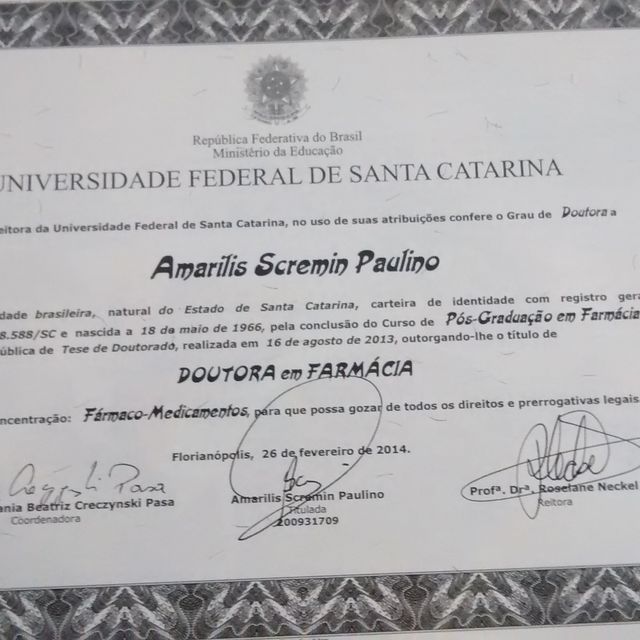 República Federativa do Brasil
Ministério da Educação
UNIVERSIDADE FEDERAL DE SANTA CATARINA
eitora da Universidade Federal de Santa Catarina, no uso de suas atribuições confere o Grau de Doutora a
Amarilis Scremin Paulino
dade brasileira, natural do Estado de Santa Catarina, carteira de identidade com registro gera
8.588/SC e nascida a 18 de maio de 1966, pela conclusão do Curso de Pós-Graduação em Farmácia
ública de Tese de Doutorado, realizada em 16 de agosto de 2013, outorgando-lhe o título de
DOUTORA em FARMÁCIA
oncentração: Fármaco-Medicamentos, para que possa gozar de todos os direitos e prerrogativas legais
Florianópolis, 26 de fevereiro de 2014.
ania Beatriz Creczynski Pasa
Coordenadora
Amarilis Scremin Paulino
Titulada
200931709
Profª. Drª. Roselane Neckel
Reitora